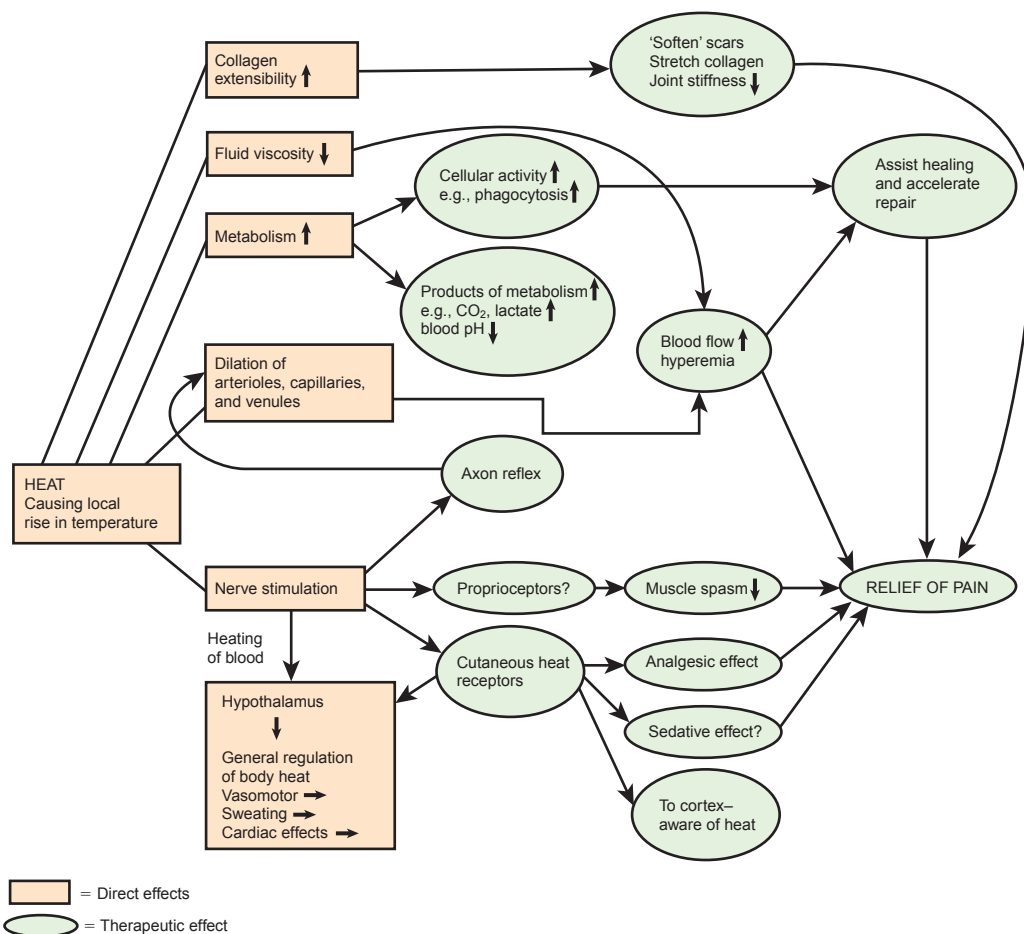 Collagen
extensibility ↑
'Soften' scars
Stretch collagen
Joint stiffness ↓
Fluid viscosity ↓
Cellular activity ↑
e.g., phagocytosis ↑
Assist healing
and accelerate
repair
Metabolism ↑
Products of metabolism ↑
e.g., CO₂, lactate ↑
blood pH ↓
Blood flow ↑
hyperemia
Dilation of
arterioles, capillaries,
and venules
Axon reflex
HEAT
Causing local
rise in temperature
Nerve stimulation
Proprioceptors?
Muscle spasm ↓
RELIEF OF PAIN
Heating
of blood
Cutaneous heat
receptors
Analgesic effect
Sedative effect?
Hypothalamus
↓
General regulation
of body heat
Vasomotor →
Sweating →
Cardiac effects →
To cortex–
aware of heat
= Direct effects
= Therapeutic effect